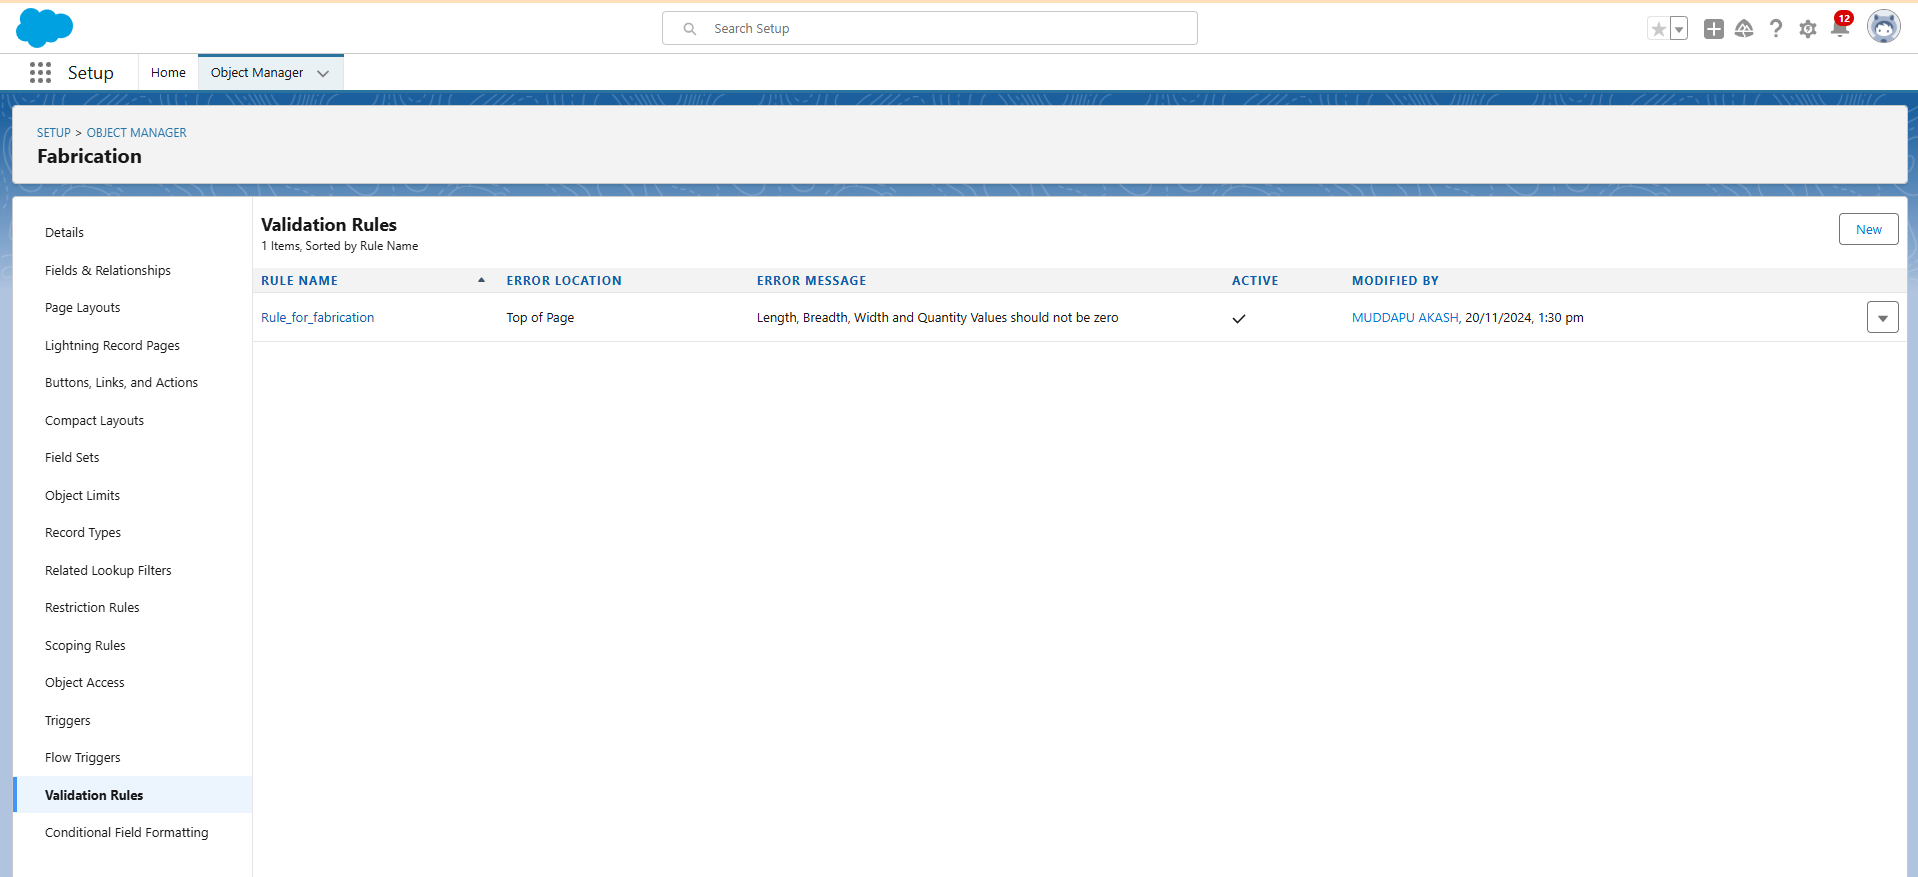 Search Setup
12
Setup
Home
Object Manager
SETUP > OBJECT MANAGER
Fabrication
Details
Fields & Relationships
Page Layouts
Lightning Record Pages
Buttons, Links, and Actions
Compact Layouts
Field Sets
Object Limits
Record Types
Related Lookup Filters
Restriction Rules
Scoping Rules
Object Access
Triggers
Flow Triggers
Validation Rules
Conditional Field Formatting
Validation Rules
1 Items, Sorted by Rule Name
New
RULE NAME ERROR LOCATION ERROR MESSAGE ACTIVE MODIFIED BY
Rule_for_fabrication Top of Page Length, Breadth, Width and Quantity Values should not be zero MUDDAPU AKASH, 20/11/2024, 1:30 pm